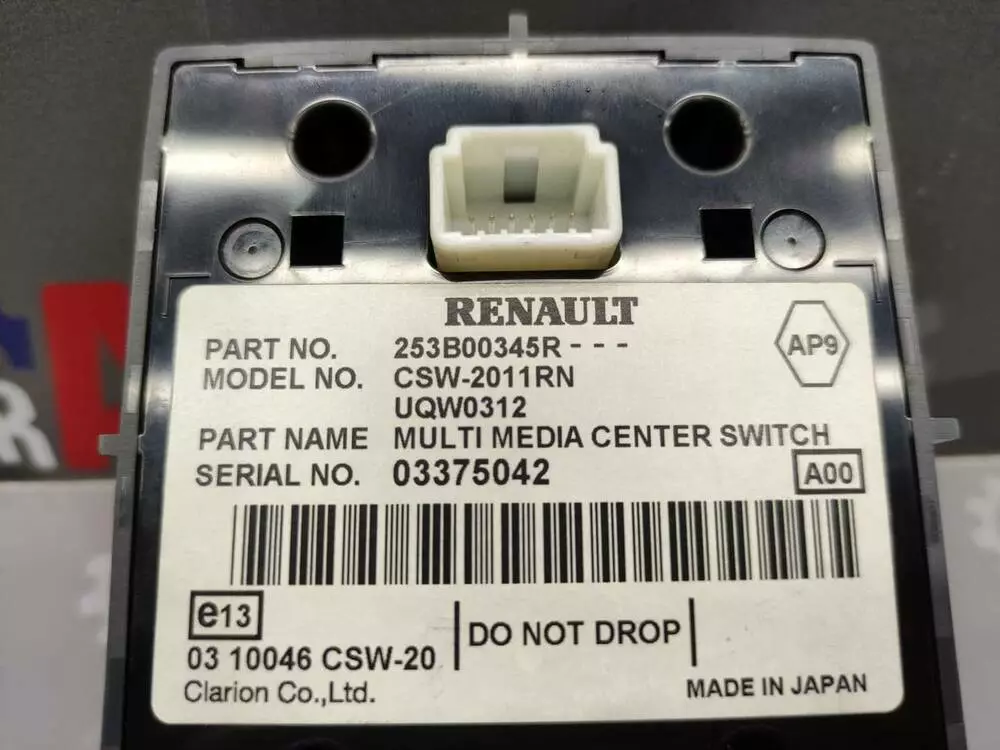 RENAULT
PART NO. 253B00345R - - -
AP9
MODEL NO. CSW-2011RN
UQW0312
PART NAME MULTI MEDIA CENTER SWITCH
SERIAL NO. 03375042
A00
e13
DO NOT DROP
03 10046 CSW-20
Clarion Co.,Ltd.
MADE IN JAPAN